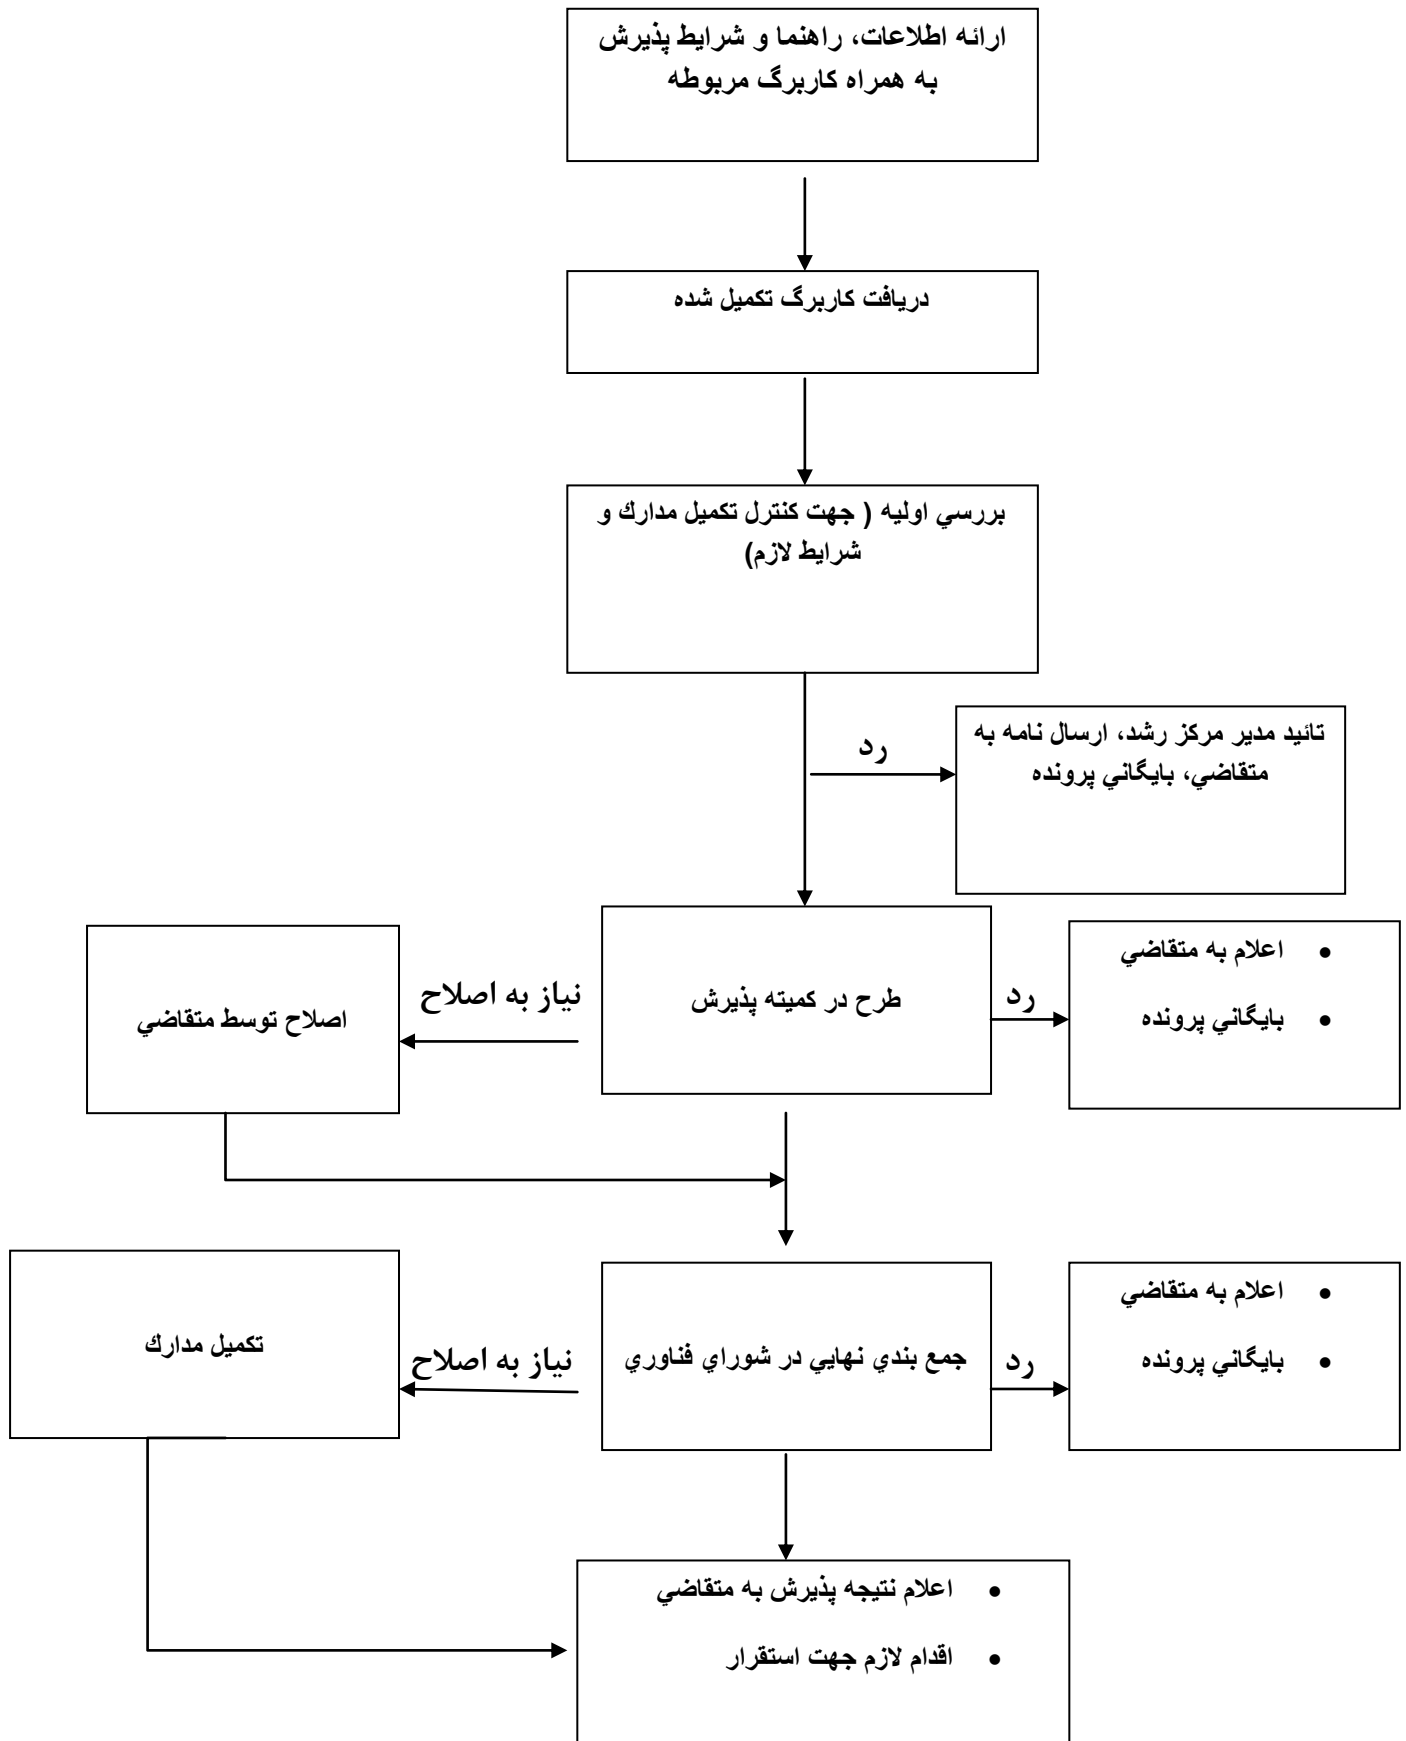 ارائه اطلاعات، راهنما و شرايط پذيرش
به همراه كاربرگ مربوطه
دريافت كاربرگ تكميل شده
بررسي اوليه ( جهت كنترل تكميل مدارك و
شرايط لازم)
رد
تائيد مدير مركز رشد، ارسال نامه به
متقاضي، بايگاني پرونده
طرح در كميته پذيرش
رد
• اعلام به متقاضي
• بايگاني پرونده
نياز به اصلاح
اصلاح توسط متقاضي
جمع بندي نهايي در شوراي فناوري
رد
• اعلام به متقاضي
• بايگاني پرونده
نياز به اصلاح
تكميل مدارك
• اعلام نتيجه پذيرش به متقاضي
• اقدام لازم جهت استقرار